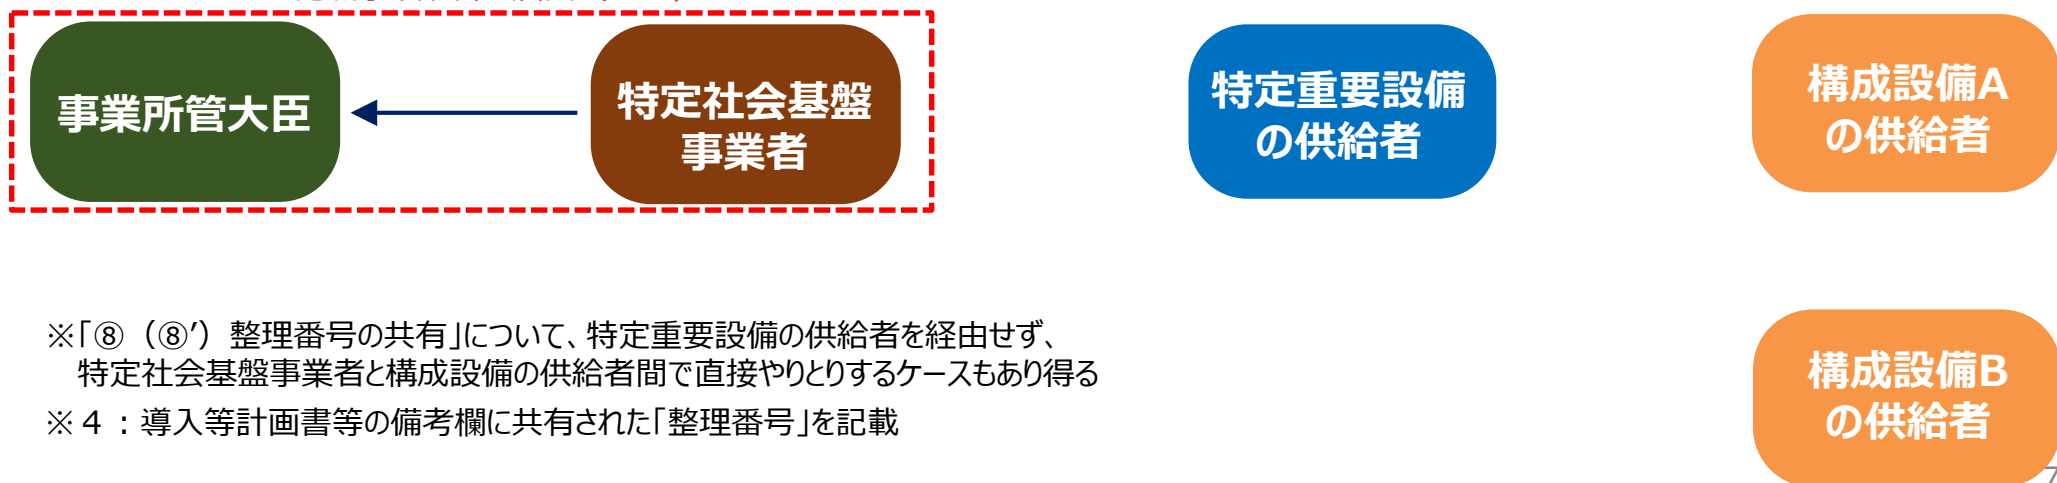 事業所管大臣
特定社会基盤
事業者
特定重要設備
の供給者
構成設備A
の供給者
※「⑧（⑧’）整理番号の共有」について、特定重要設備の供給者を経由せず、
特定社会基盤事業者と構成設備の供給者間で直接やりとりするケースもあり得る
※４：導入等計画書等の備考欄に共有された「整理番号」を記載
構成設備B
の供給者